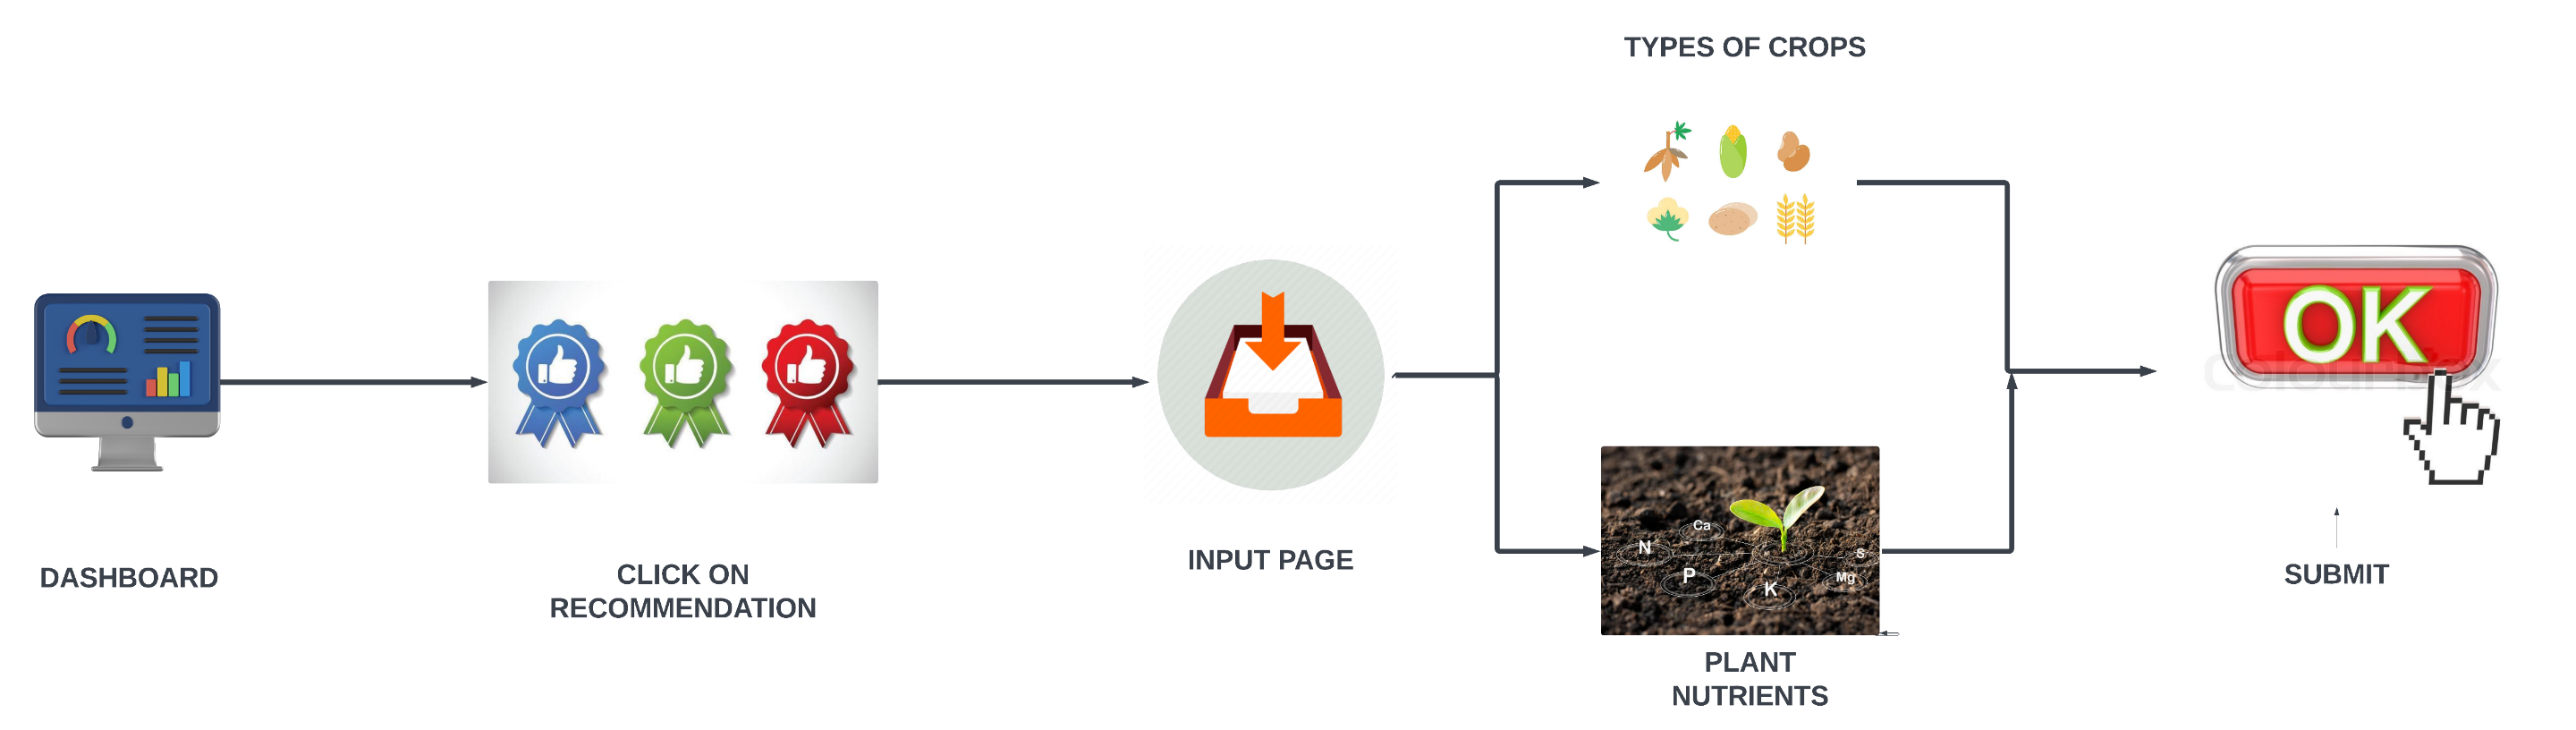 TYPES OF CROPS
OK
Ca
N
S
P
K
Mg
DASHBOARD
CLICK ON
RECOMMENDATION
INPUT PAGE
SUBMIT
PLANT
NUTRIENTS